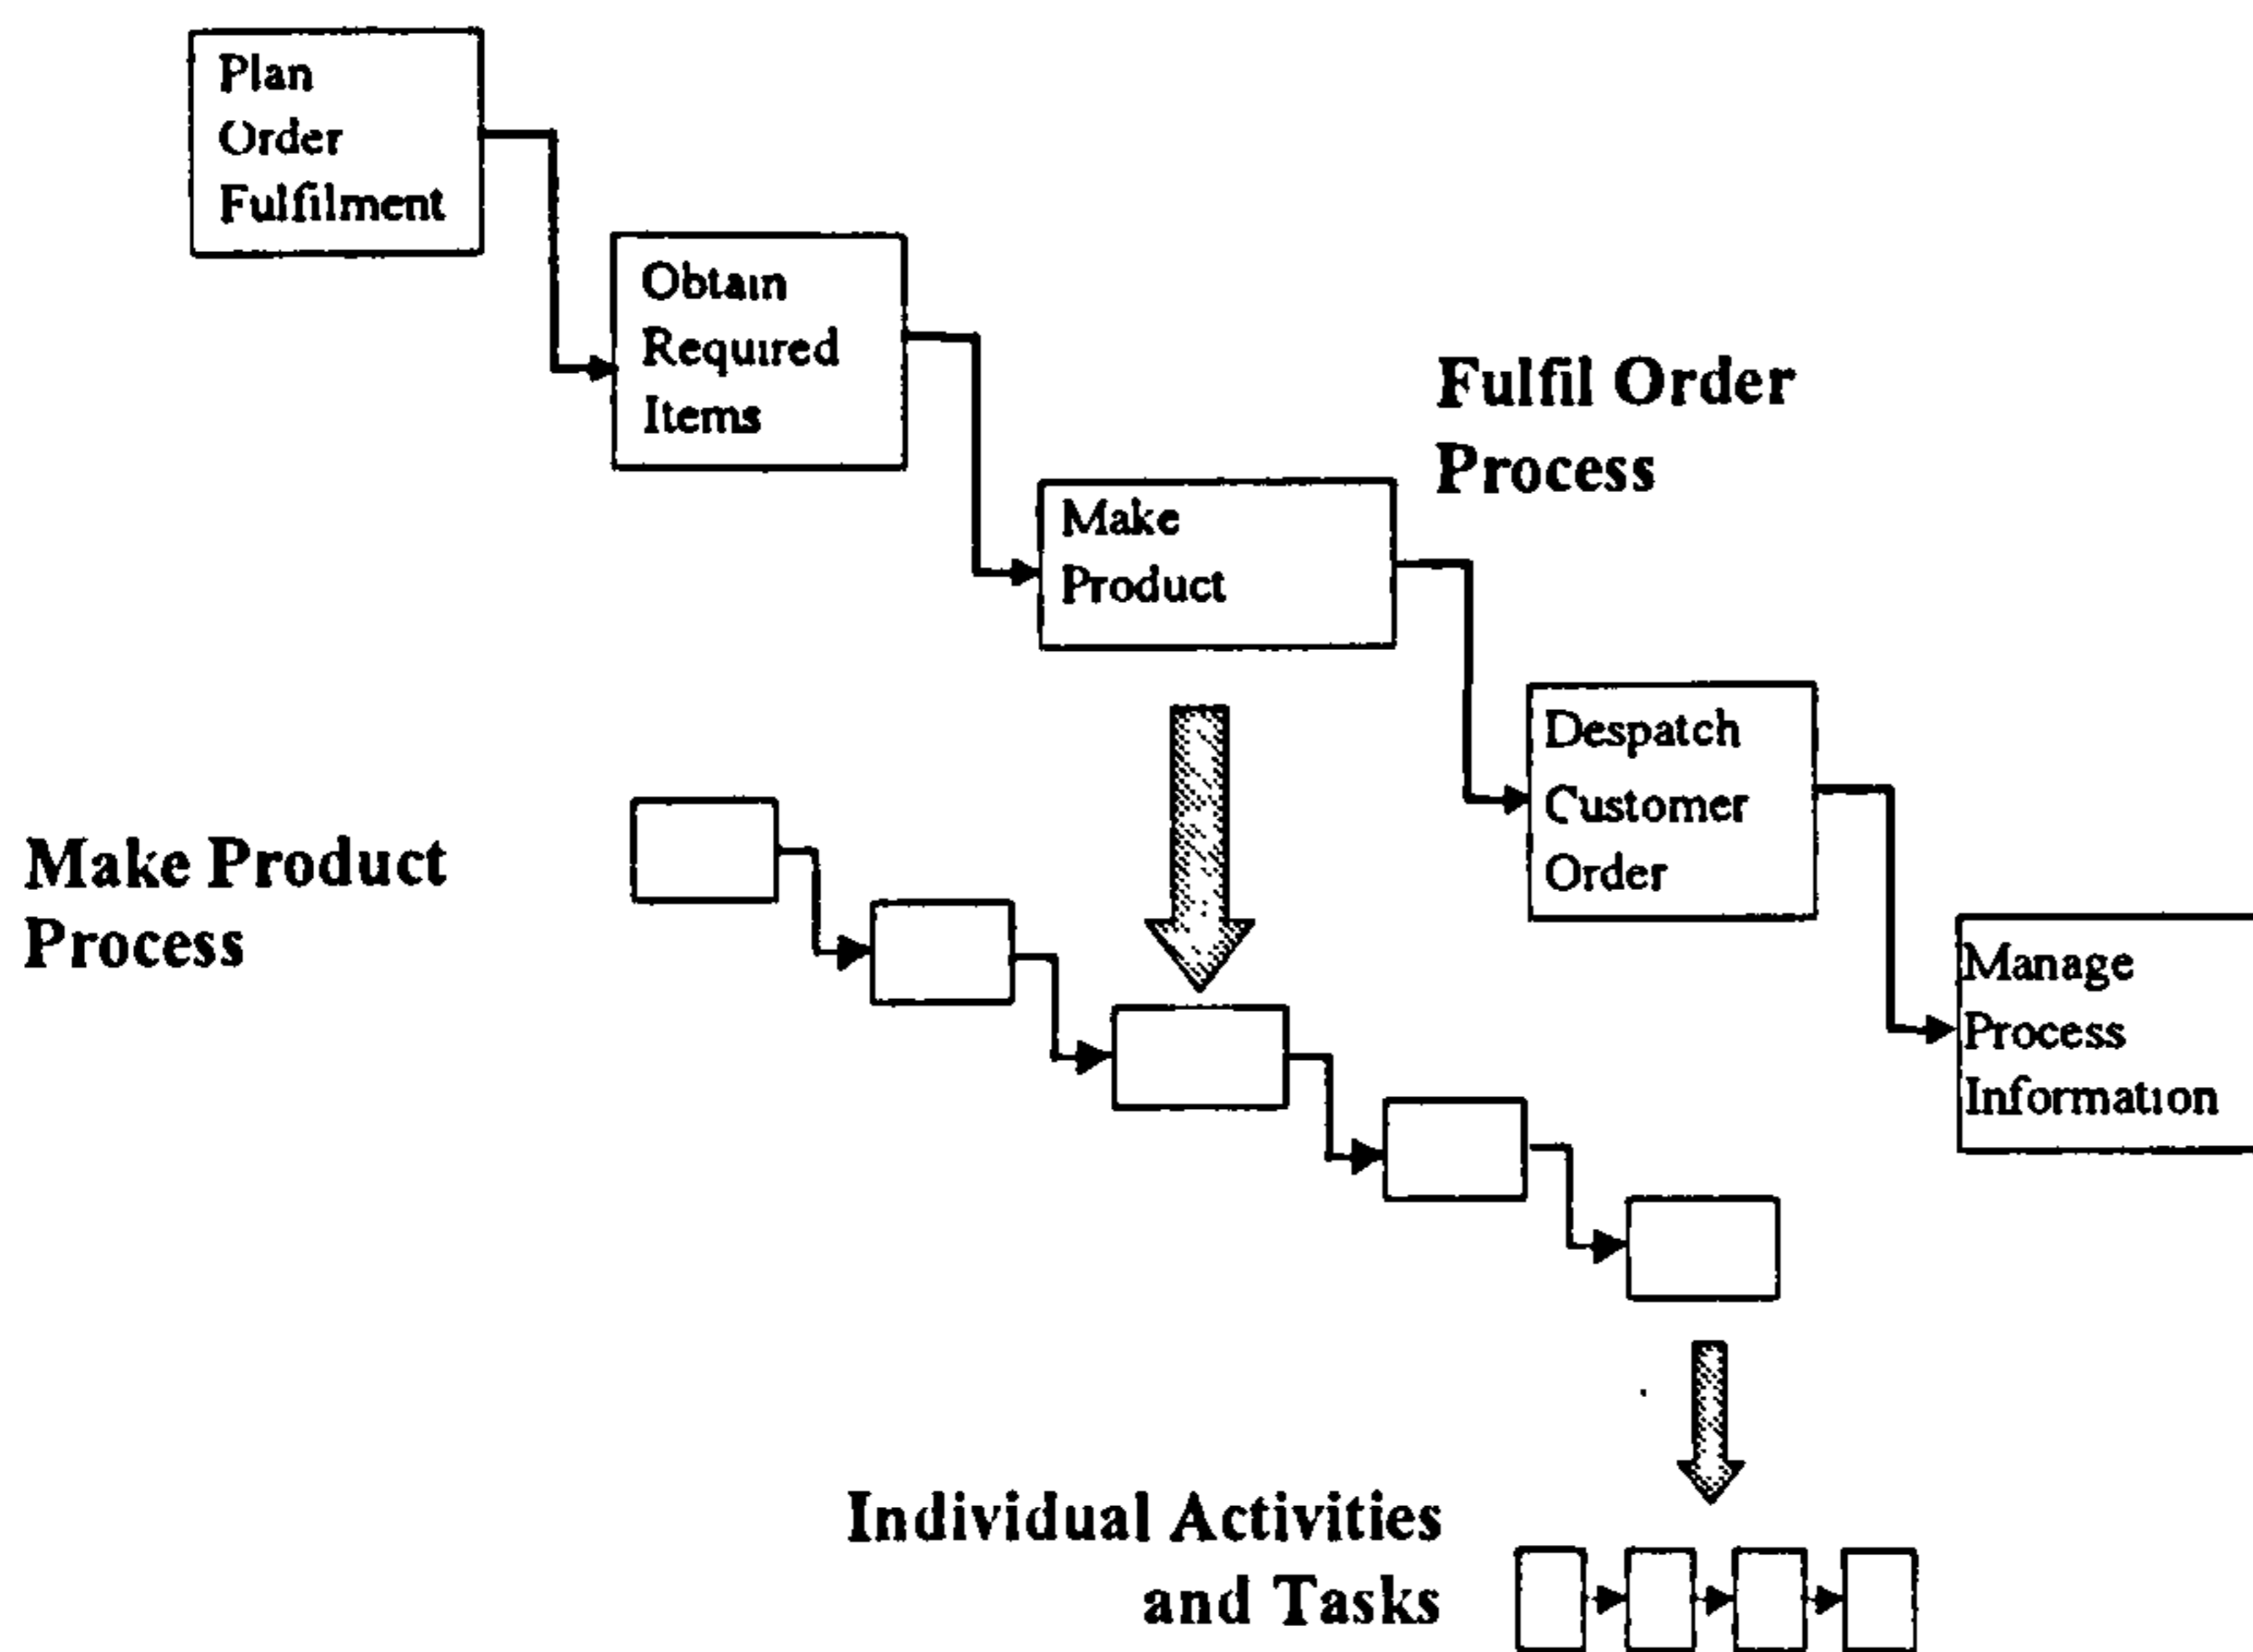 Plan
Order
Fulfilment
Obtain
Required
Items
Fulfil Order
Process
Make
Product
Despatch
Customer
Order
Make Product
Process
Manage
Process
Information
Individual Activities
and Tasks